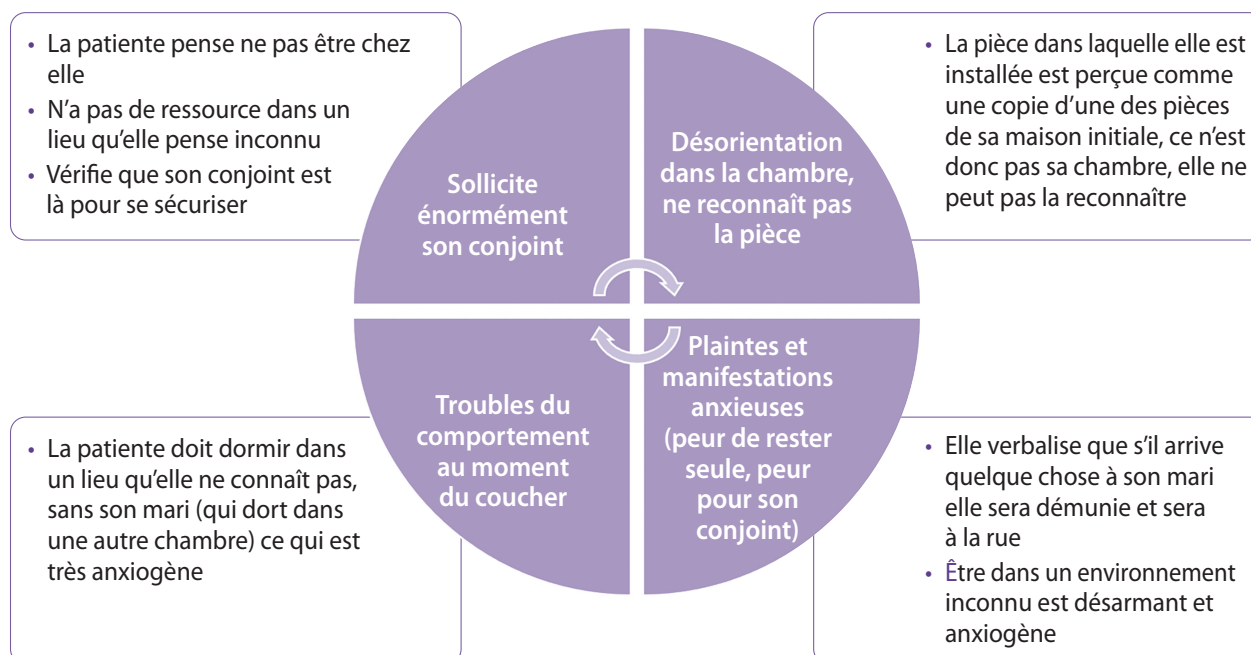 • La patiente pense ne pas être chez
elle
• N'a pas de ressource dans un
lieu qu'elle pense inconnu
• Vérifie que son conjoint est
là pour se sécuriser
Sollicite
énormément
son conjoint
Désorientation
dans la chambre,
ne reconnaît pas
la pièce
• La pièce dans laquelle elle est
installée est perçue comme
une copie d'une des pièces
de sa maison initiale, ce n'est
donc pas sa chambre, elle ne
peut pas la reconnaître
• La patiente doit dormir dans
un lieu qu'elle ne connaît pas,
sans son mari (qui dort dans
une autre chambre) ce qui est
très anxiogène
Troubles du
comportement
au moment
du coucher
Plaintes et
manifestations
anxieuses
(peur de rester
seule, peur
pour son
conjoint)
• Elle verbalise que s'il arrive
quelque chose à son mari
elle sera démunie et sera
à la rue
• Être dans un environnement
inconnu est désarmant et
anxiogène